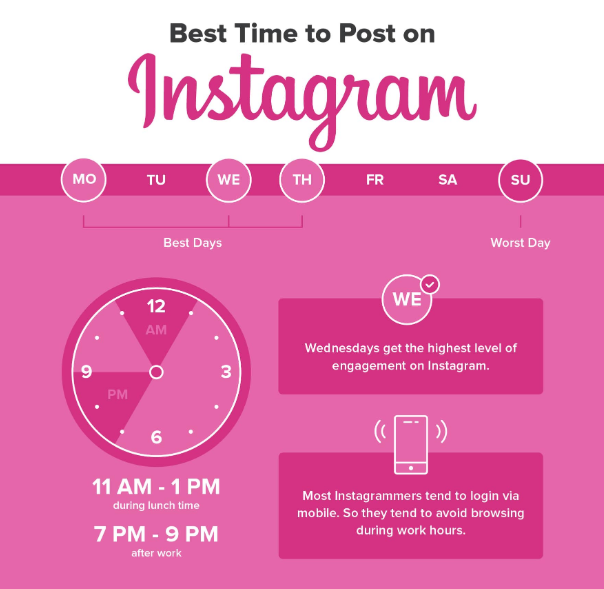 Best Time to Post on
Instagram
MO TU WE TH FR SA SU
Best Days
Worst Day
12
AM
9
3
PM
6
11 AM - 1 PM
during lunch time
7 PM - 9 PM
after work
WE
Wednesdays get the highest level of
engagement on Instagram.
Most Instagrammers tend to login via
mobile. So they tend to avoid browsing
during work hours.